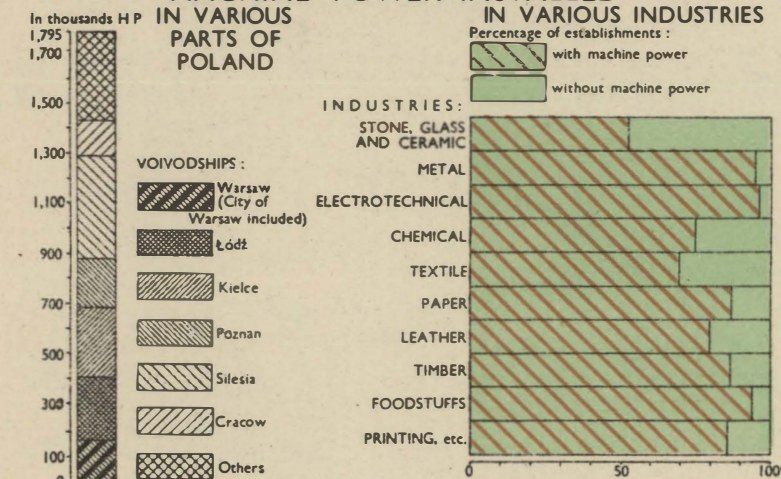 In thousands H P
IN VARIOUS
PARTS OF
POLAND
1,795
1,700
1,500
1,300
1,100
900
700
500
300
100
0
VOIVODSHIPS :
Warsaw
(City of
Warsaw included)
Łódź
Kielce
Poznan
Silesia
Cracow
Others
IN VARIOUS INDUSTRIES
Percentage of establishments :
with machine power
without machine power
INDUSTRIES:
STONE, GLASS
AND CERAMIC
METAL
ELECTROTECHNICAL
CHEMICAL
TEXTILE
PAPER
LEATHER
TIMBER
FOODSTUFFS
PRINTING, etc.
0 50 100